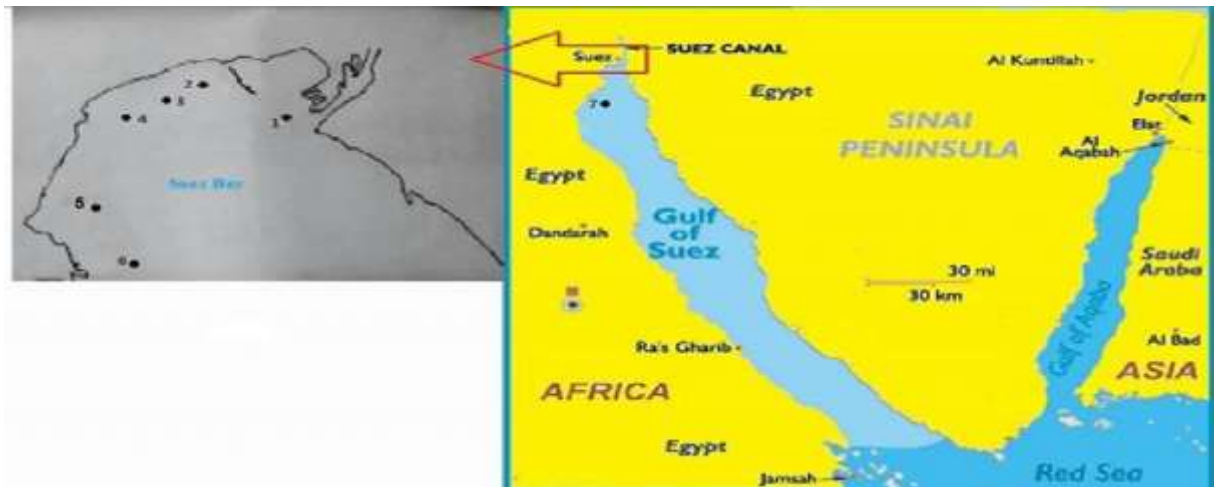 2
3
4
1
Suez Bay
5
6
Suez
SUEZ CANAL
Al Kuntillah
7
Egypt
Jordan
SINAI
PENINSULA
Elat
Al
Aqabah
Egypt
Gulf
of
Suez
Dandarah
Saudi
Araba
30 mi
30 km
Gulf of Aqaba
Ra's Gharib
Al Bad
ASIA
AFRICA
Egypt
Jamsah
Red Sea